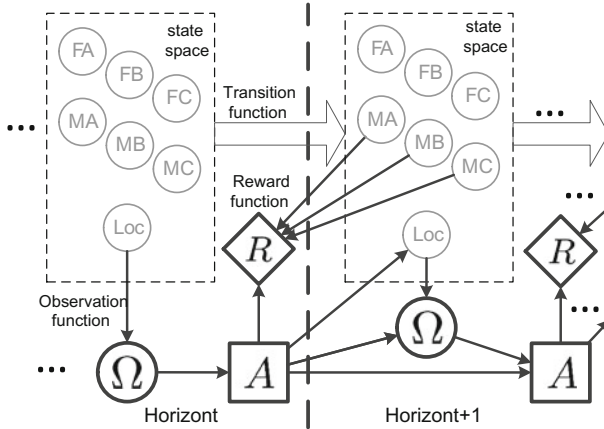 state
space
FA
FB
FC
MA
MB
MC
Loc
Transition
function
Reward
function
R
Observation
function
Ω
A
Horizont
state
space
FA
FB
FC
MA
MB
MC
Loc
R
Ω
A
Horizont+1
...
...
...
...
...